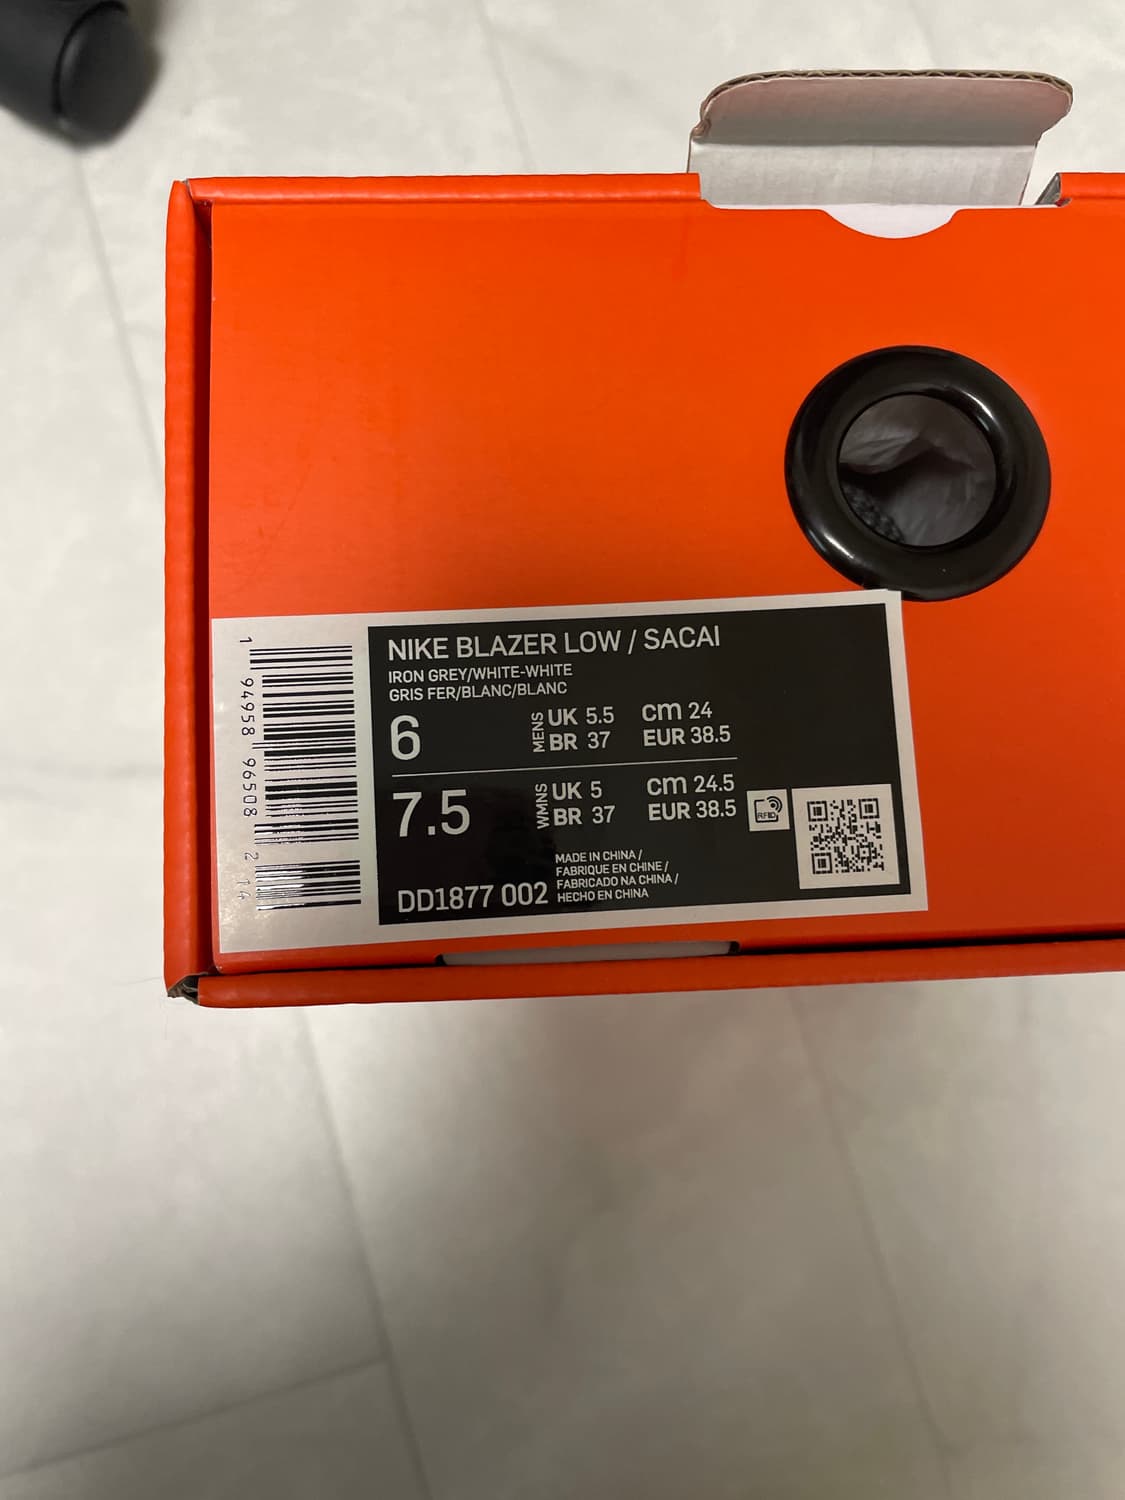 NIKE BLAZER LOW / SACAI
IRON GREY/WHITE-WHITE
GRIS FER/BLANC/BLANC
6
MENS
UK 5.5 cm 24
BR 37 EUR 38.5
7.5
WMNS
UK 5 cm 24.5
BR 37 EUR 38.5
RFID
MADE IN CHINA /
FABRIQUE EN CHINE /
FABRICADO NA CHINA /
HECHO EN CHINA
DD1877 002
1 94958 96508 2 14